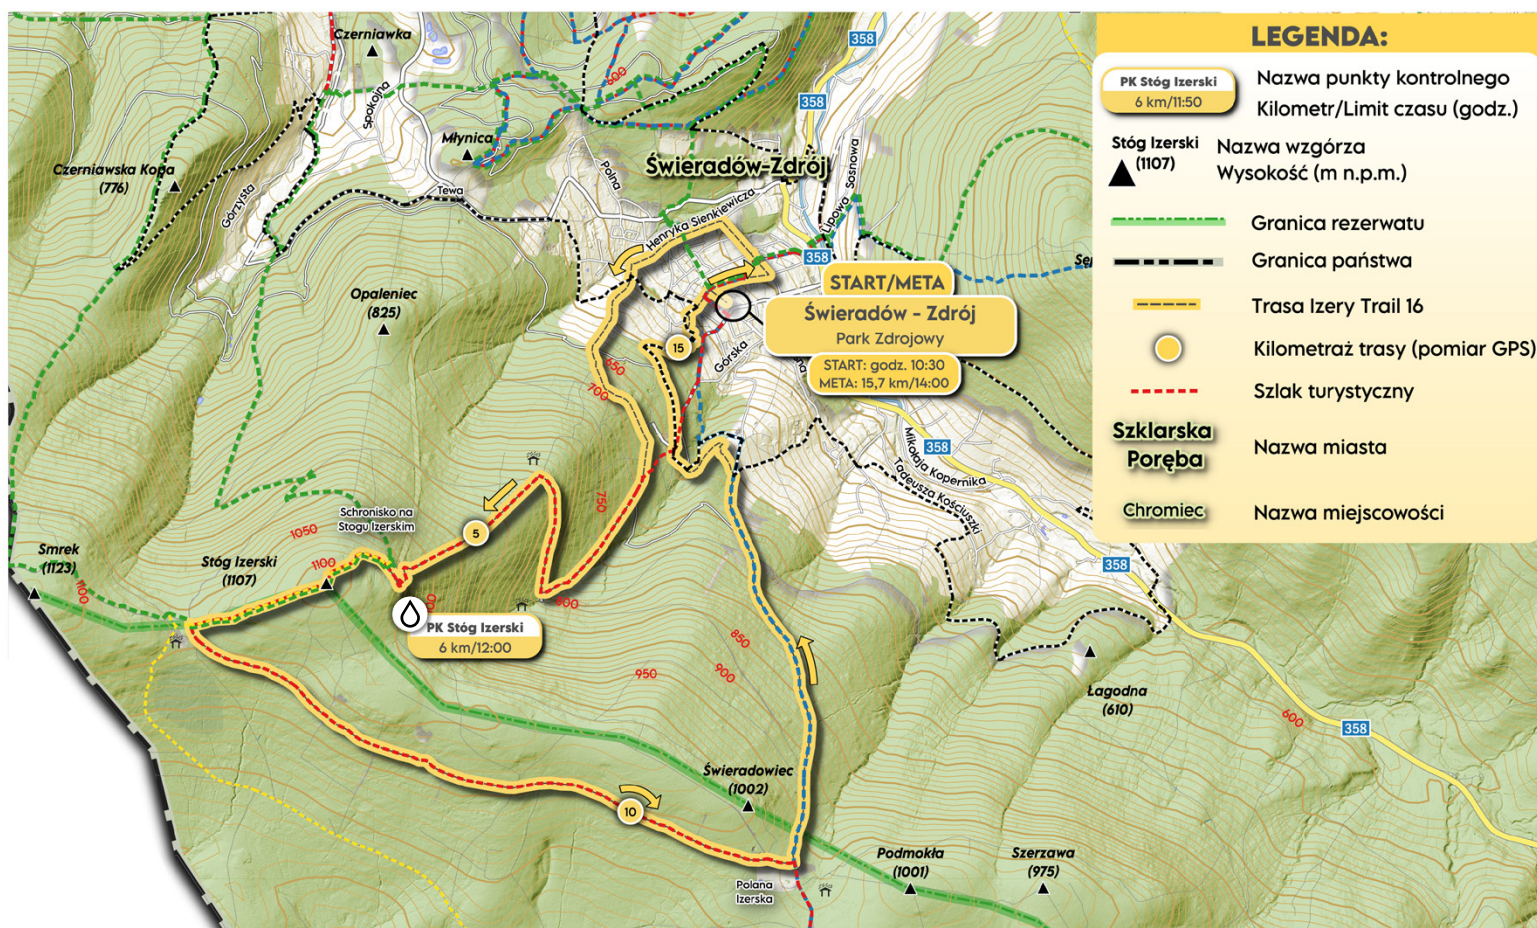 Czerniawka
358
LEGENDA:
PK Stóg Izerski
6 km/11:50
Nazwa punkty kontrolnego
Kilometr/Limit czasu (godz.)
Stóg Izerski
(1107)
Nazwa wzgórza
Wysokość (m n.p.m.)
Granica rezerwatu
Granica państwa
Trasa Izery Trail 16
Kilometraż trasy (pomiar GPS)
Szlak turystyczny
Szklarska
Poręba
Nazwa miasta
Chromiec
Nazwa miejscowości
600
Spokojna
358
Młynica
Czerniawska Kopa
(776)
Górzysta
Tewa
Polna
Świeradów-Zdrój
Henryka Sienkiewicza
Lipowa
Sosnowa
358
START/META
Świeradów - Zdrój
Park Zdrojowy
START: godz. 10:30
META: 15,7 km/14:00
Opaleniec
(825)
15
Górska
650
700
358
Mikołaja Kopernika
Tadeusza Kościuszki
750
Schronisko na
Stogu Izerskim
5
1050
Smrek
(1123)
1100
Stóg Izerski
(1107)
1100
800
358
PK Stóg Izerski
6 km/12:00
850
900
950
Łagodna
(610)
600
358
Świeradowiec
(1002)
10
Podmokła
(1001)
Szerzawa
(975)
Polana
Izerska